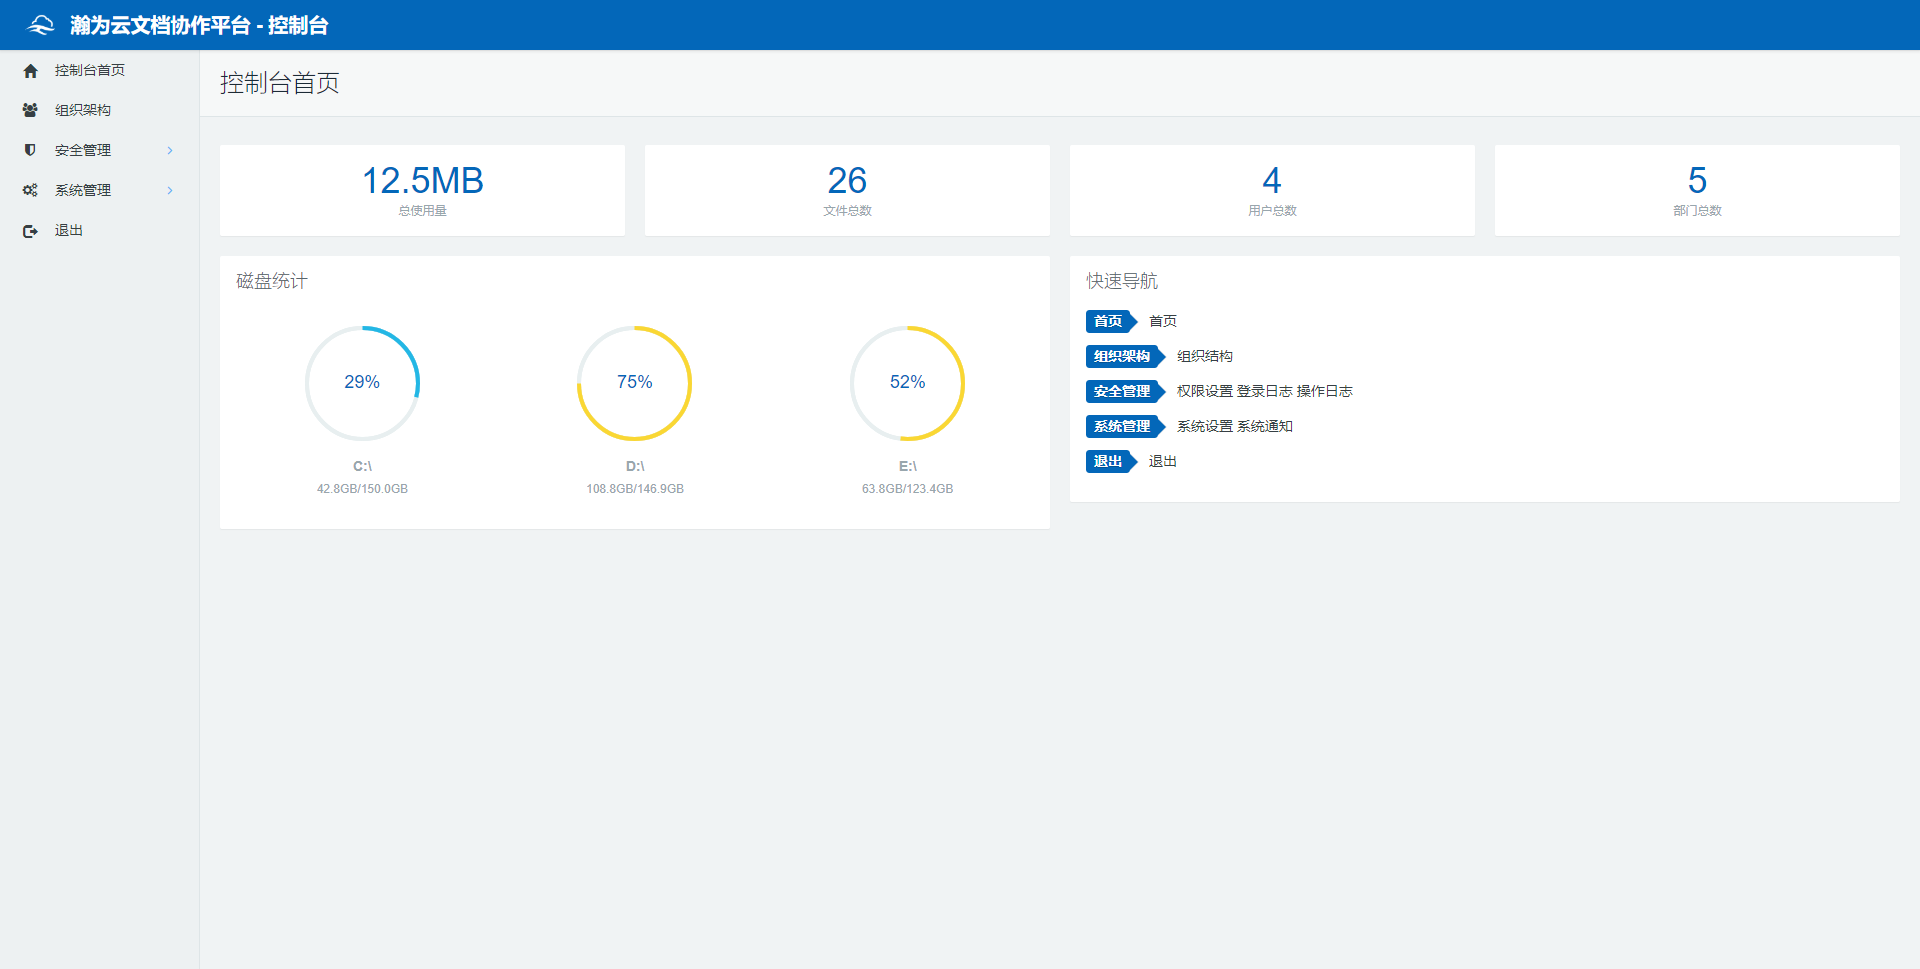 瀚为云文档协作平台 - 控制台
控制台首页
组织架构
安全管理
系统管理
退出
控制台首页
12.5MB
总使用量
26
文件总数
4
用户总数
5
部门总数
磁盘统计
29%
C:\
42.8GB/150.0GB
75%
D:\
108.8GB/146.9GB
52%
E:\
63.8GB/123.4GB
快速导航
首页 首页
组织架构 组织结构
安全管理 权限设置 登录日志 操作日志
系统管理 系统设置 系统通知
退出 退出